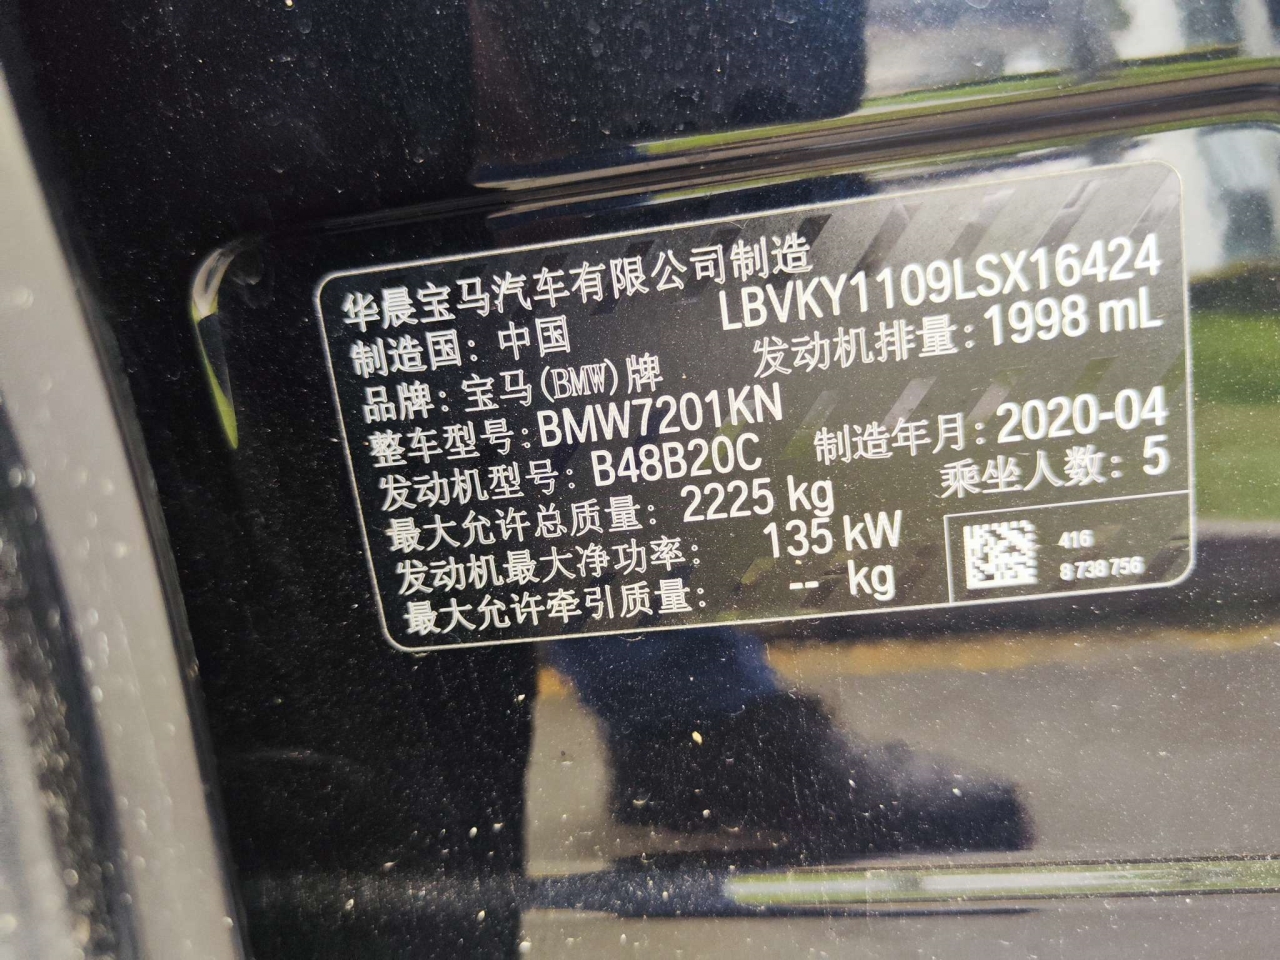 华晨宝马汽车有限公司制造
LBVKY1109LSX16424
制造国：中国
发动机排量：1998 mL
品牌：宝马(BMW)牌
整车型号：BMW7201KN
制造年月：2020-04
发动机型号：B48B20C
乘坐人数：5
最大允许总质量：2225 kg
发动机最大净功率：135 kW
最大允许牵引质量：-- kg
416
8 738 756